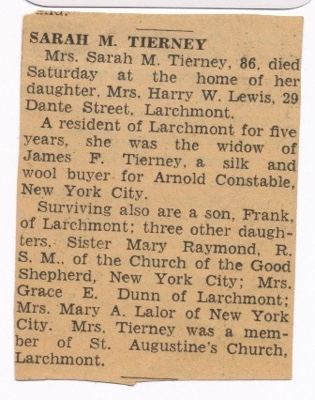 SARAH M. TIERNEY
Mrs. Sarah M. Tierney, 86, died
Saturday at the home of her
daughter, Mrs. Harry W. Lewis, 29
Dante Street, Larchmont.
A resident of Larchmont for five
years, she was the widow of
James F. Tierney, a silk and
wool buyer for Arnold Constable,
New York City.
Surviving also are a son, Frank,
of Larchmont; three other daugh-
ters, Sister Mary Raymond, R.
S. M., of the Church of the Good
Shepherd, New York City; Mrs.
Grace E. Dunn of Larchmont;
Mrs. Mary A. Lalor of New York
City. Mrs. Tierney was a mem-
ber of St. Augustine's Church,
Larchmont.